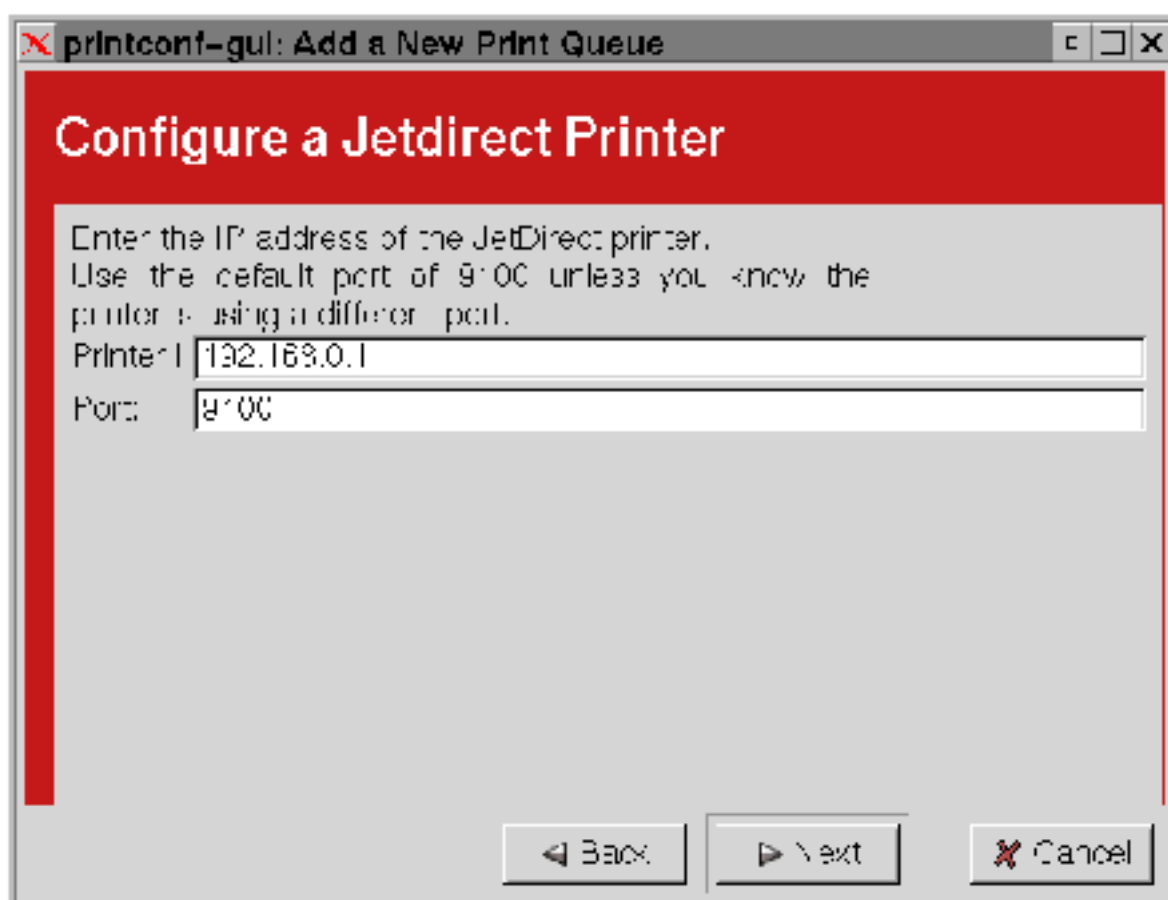 printconf-gui: Add a New Print Queue
Configure a Jetdirect Printer
Enter the IP address of the JetDirect printer.
Use the default port of 9100 unless you know the
printer is using a different port.
Printer I 192.168.0.1
Port: 9100
Back Next Cancel